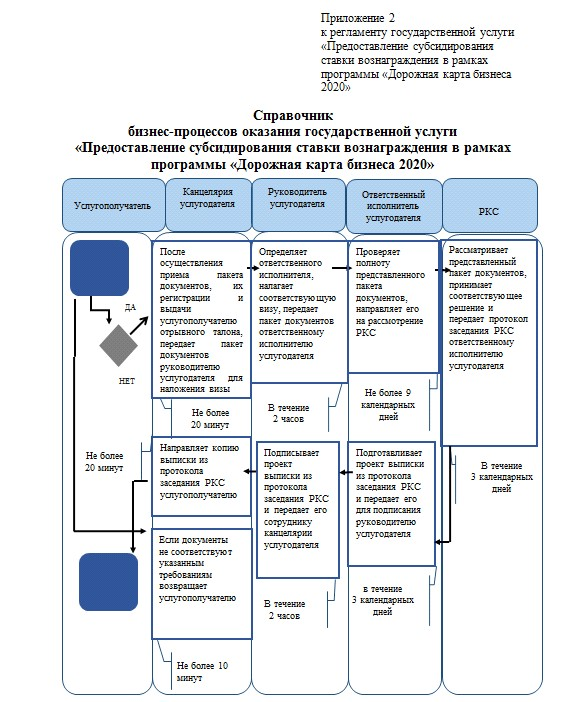 Приложение 2
к регламенту государственной услуги
«Предоставление субсидирования
ставки вознаграждения в рамках
программы «Дорожная карта бизнеса
2020»
Справочник
бизнес-процессов оказания государственной услуги
«Предоставление субсидирования ставки вознаграждения в рамках
программы «Дорожная карта бизнеса 2020»
Услугополучатель
Канцелярия
услугодателя
Руководитель
услугодателя
Ответственный
исполнитель
услугодателя
РКС
ДА
НЕТ
После
осуществления
приема пакета
документов, их
регистрации и
выдачи
услугополучателю
отрывного талона,
передает пакет
документов
руководителю
услугодателя для
наложения визы
Определяет
ответственного
исполнителя,
налагает
соответствующую
визу, передает
пакет документов
ответственному
исполнителю
услугодателя
Проверяет
полноту
представленного
пакета
документов,
направляет его
на рассмотрение
РКС
Рассматривает
представленный
пакет документов,
принимает
соответствующее
решение и
передает протокол
заседания РКС
ответственному
исполнителю
услугодателя
Не более
20 минут
В течение
2 часов
Не более 9
календарных
дней
В течение
3 календарных
дней
Не более
20 минут
Направляет копию
выписки из
протокола
заседания РКС
услугополучателю
Подписывает
проект
выписки из
протокола
заседания РКС
и передает его
сотруднику
канцелярии
услугодателя
Подготавливает
проект выписки
из протокола
заседания РКС
и передает его
для подписания
руководителю
услугодателя
Если документы
не соответствуют
указанным
требованиям
возвращает
услугополучателю
В течение
2 часов
в течение
3 календарных
дней
Не более 10
минут